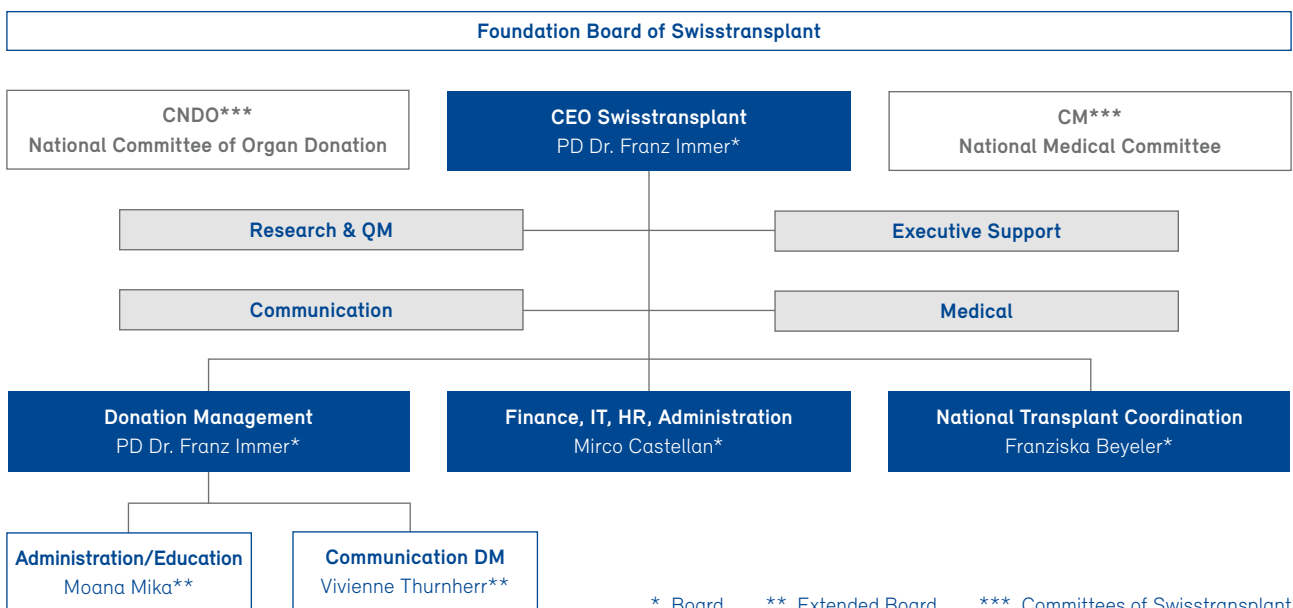 Foundation Board of Swisstransplant
CNDO***
National Committee of Organ Donation
CEO Swisstransplant
PD Dr. Franz Immer*
CM***
National Medical Committee
Research & QM
Executive Support
Communication
Medical
Donation Management
PD Dr. Franz Immer*
Finance, IT, HR, Administration
Mirco Castellan*
National Transplant Coordination
Franziska Beyeler*
Administration/Education
Moana Mika**
Communication DM
Vivienne Thurnherr**
* Board ** Extended Board *** Committees of Swisstransplant